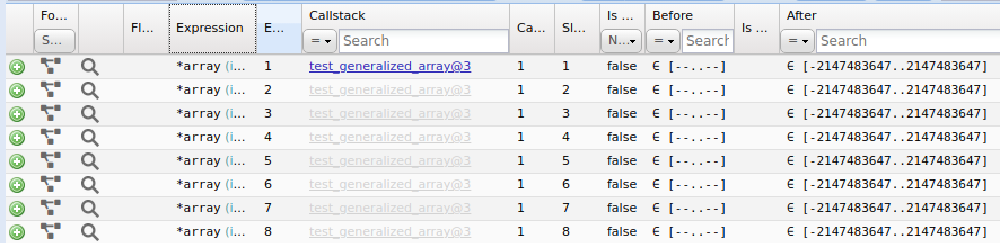 Fo... Callstack Is ... Before After
Fl... Expression E... Ca... Sl... Is ...
S... = Search N... = Search = Search
*array (i... 1 test_generalized_array@3 1 1 false ∈ [--..--] ∈ [-2147483647..2147483647]
*array (i... 2 test_generalized_array@3 1 2 false ∈ [--..--] ∈ [-2147483647..2147483647]
*array (i... 3 test_generalized_array@3 1 3 false ∈ [--..--] ∈ [-2147483647..2147483647]
*array (i... 4 test_generalized_array@3 1 4 false ∈ [--..--] ∈ [-2147483647..2147483647]
*array (i... 5 test_generalized_array@3 1 5 false ∈ [--..--] ∈ [-2147483647..2147483647]
*array (i... 6 test_generalized_array@3 1 6 false ∈ [--..--] ∈ [-2147483647..2147483647]
*array (i... 7 test_generalized_array@3 1 7 false ∈ [--..--] ∈ [-2147483647..2147483647]
*array (i... 8 test_generalized_array@3 1 8 false ∈ [--..--] ∈ [-2147483647..2147483647]